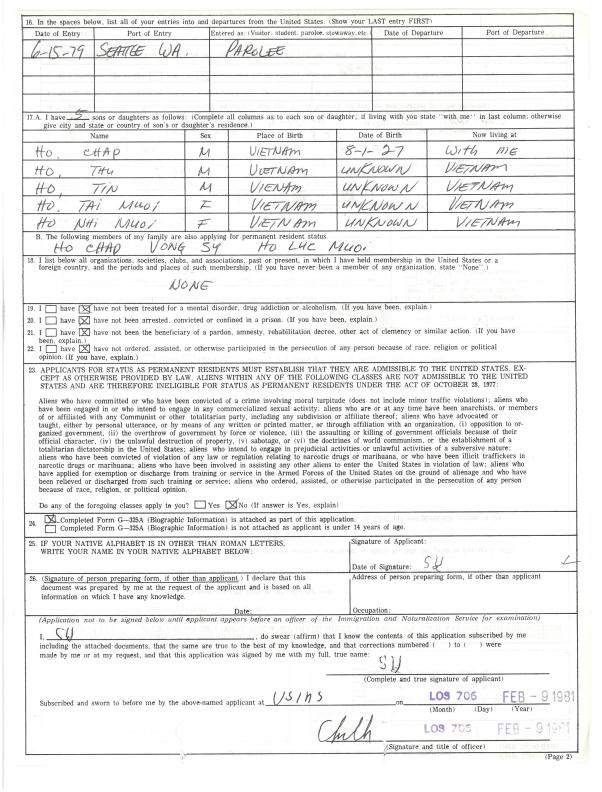 16. In the spaces below, list all of your entries into and departures from the United States. (Show your LAST entry FIRST)
Date of Entry Port of Entry Entered as: (Visitor, student, parolee, stowaway, etc. Date of Departure Port of Departure
6-15-79 SEATTLE WA. PAROLEE
17.A. I have 5 sons or daughters as follows: (Complete all columns as to each son or daughter; if living with you state "with me" in last column; otherwise
give city and state or country of son's or daughter's residence.)
Name Sex Place of Birth Date of Birth Now living at
Ho, CHAP M VIETNAM 8-1-27 With ME
Ho, THU M VIETNAM UNKNOWN VIETNAM
Ho, TIN M VIENAM UNKNOWN VIETNAM
Ho. TAI MUOI F VIETNAM UNKNOWN VIETNAM
Ho NHI MUOI F VIETNAM UNKNOWN VIETNAM
B. The following members of my family are also applying for permanent resident status.
Ho CHAP VONG SY Ho LUC MUOI
18. I list below all organizations, societies, clubs, and associations, past or present, in which I have held membership in the United States or a
foreign country, and the periods and places of such membership. (If you have never been a member of any organization, state "None".)
NONE
19. I have have not been treated for a mental disorder, drug addiction or alcoholism. (If you have been, explain.)
20. I have have not been arrested, convicted or confined in a prison. (If you have been, explain.)
21. I have have not been the beneficiary of a pardon, amnesty, rehabilitation decree, other act of clemency or similar action. (If you have
been, explain.)
22. I have have not ordered, assisted, or otherwise participated in the persecution of any person because of race, religion or political
opinion. (If you have, explain.)
23. APPLICANTS FOR STATUS AS PERMANENT RESIDENTS MUST ESTABLISH THAT THEY ARE ADMISSIBLE TO THE UNITED STATES, EX-
CEPT AS OTHERWISE PROVIDED BY LAW, ALIENS WITHIN ANY OF THE FOLLOWING CLASSES ARE NOT ADMISSIBLE TO THE UNITED
STATES AND ARE THEREFORE INELIGIBLE FOR STATUS AS PERMANENT RESIDENTS UNDER THE ACT OF OCTOBER 28, 1977:
Aliens who have committed or who have been convicted of a crime involving moral turpitude (does not include minor traffic violations); aliens who
have been engaged in or who intend to engage in any commercialized sexual activity; aliens who are or at any time have been anarchists, or members
of or affiliated with any Communist or other totalitarian party, including any subdivision or affiliate thereof; aliens who have advocated or
taught, either by personal utterance, or by means of any written or printed matter, or through affiliation with an organization, (i) opposition to or-
ganized government, (ii) the overthrow of government by force or violence, (iii) the assaulting or killing of government officials because of their
official character, (iv) the unlawful destruction of property, (v) sabotage, or (vi) the doctrines of world communism, or the establishment of a
totalitarian dictatorship in the United States; aliens who intend to engage in prejudicial activities or unlawful activities of a subversive nature;
aliens who have been convicted of violation of any law or regulation relating to narcotic drugs or marihuana, or who have been illicit traffickers in
narcotic drugs or marihuana; aliens who have been involved in assisting any other aliens to enter the United States in violation of law; aliens who
have applied for exemption or discharge from training or service in the Armed Forces of the United States on the ground of alienage and who have
been relieved or discharged from such training or service; aliens who ordered, assisted, or otherwise participated in the persecution of any person
because of race, religion, or political opinion.
Do any of the foregoing classes apply to you? Yes No (If answer is Yes, explain)
24. Completed Form G—325A (Biographic Information) is attached as part of this application.
Completed Form G—325A (Biographic Information) is not attached as applicant is under 14 years of age.
25. IF YOUR NATIVE ALPHABET IS IN OTHER THAN ROMAN LETTERS,
WRITE YOUR NAME IN YOUR NATIVE ALPHABET BELOW:
Signature of Applicant:
Date of Signature: SU
26. (Signature of person preparing form, if other than applicant.) I declare that this
document was prepared by me at the request of the applicant and is based on all
information on which I have any knowledge.
Date:
Address of person preparing form, if other than applicant
Occupation:
(Application not to be signed below until applicant appears before an officer of the Immigration and Naturalization Service for examination)
I, SU, do swear (affirm) that I know the contents of this application subscribed by me
including the attached documents, that the same are true to the best of my knowledge, and that corrections numbered ( ) to ( ) were
made by me or at my request, and that this application was signed by me with my full, true name:
SU
(Complete and true signature of applicant)
Subscribed and sworn to before me by the above-named applicant at USINS on LOS 706 FEB - 9 1981
(Month) (Day) (Year)
LOS 706 FEB - 9 1981
(Signature and title of officer)
(Page 2)